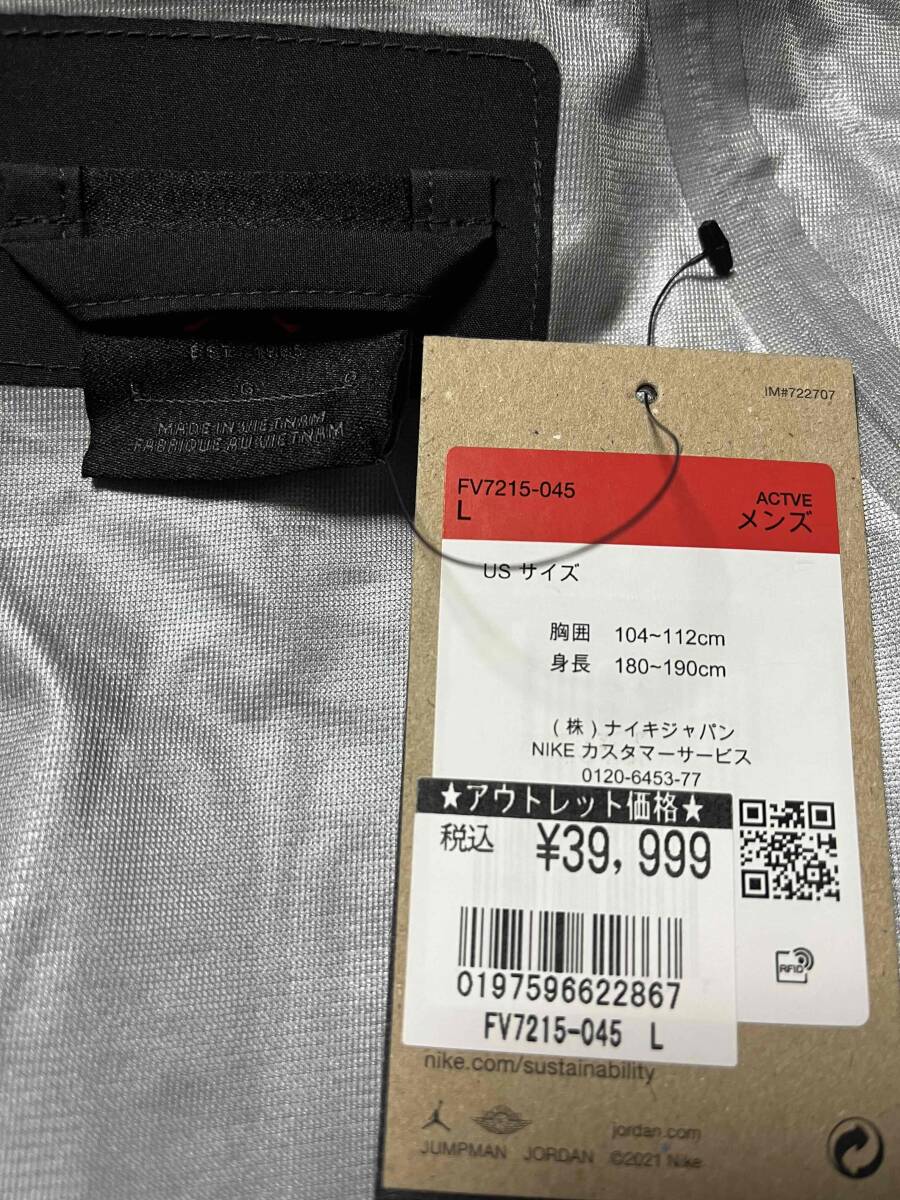 EST. 1985
L G G
MADE IN VIETNAM
FABRIQUE AU VIETNAM
IM#722707
FV7215-045
L
ACTVE
メンズ
US サイズ
胸囲 104~112cm
身長 180~190cm
(株)ナイキジャパン
NIKE カスタマーサービス
0120-6453-77
★アウトレット価格★
税込 ¥39,999
0197596622867
FV7215-045 L
RFID
nike.com/sustainability
JUMPMAN JORDAN
jordan.com
©2021 Nike